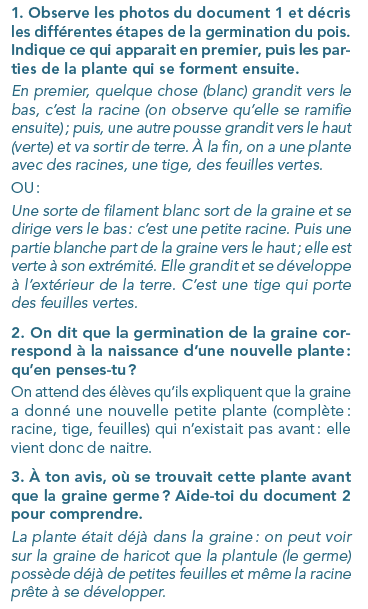 1. Observe les photos du document 1 et décris
les différentes étapes de la germination du pois.
Indique ce qui apparait en premier, puis les par-
ties de la plante qui se forment ensuite.
En premier, quelque chose (blanc) grandit vers le
bas, c'est la racine (on observe qu'elle se ramifie
ensuite) ; puis, une autre pousse grandit vers le haut
(verte) et va sortir de terre. À la fin, on a une plante
avec des racines, une tige, des feuilles vertes.
OU :
Une sorte de filament blanc sort de la graine et se
dirige vers le bas : c'est une petite racine. Puis une
partie blanche part de la graine vers le haut ; elle est
verte à son extrémité. Elle grandit et se développe
à l'extérieur de la terre. C'est une tige qui porte
des feuilles vertes.
2. On dit que la germination de la graine cor-
respond à la naissance d'une nouvelle plante :
qu'en penses-tu ?
On attend des élèves qu'ils expliquent que la graine
a donné une nouvelle petite plante (complète :
racine, tige, feuilles) qui n'existait pas avant : elle
vient donc de naitre.
3. À ton avis, où se trouvait cette plante avant
que la graine germe ? Aide-toi du document 2
pour comprendre.
La plante était déjà dans la graine : on peut voir
sur la graine de haricot que la plantule (le germe)
possède déjà de petites feuilles et même la racine
prête à se développer.